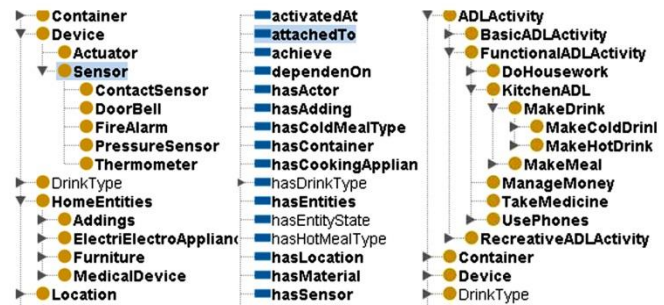 Container
Device
Actuator
Sensor
ContactSensor
DoorBell
FireAlarm
PressureSensor
Thermometer
DrinkType
HomeEntities
Addings
ElectriElectroApplianc
Furniture
MedicalDevice
Location
activatedAt
attachedTo
achieve
dependenOn
hasActor
hasAdding
hasColdMealType
hasContainer
hasCookingApplian
hasDrinkType
hasEntities
hasEntityState
hasHotMealType
hasLocation
hasMaterial
hasSensor
ADLActivity
BasicADLActivity
FunctionalADLActivity
DoHousework
KitchenADL
MakeDrink
MakeColdDrinl
MakeHotDrink
MakeMeal
ManageMoney
TakeMedicine
UsePhones
RecreativeADLActivity
Container
Device
DrinkType